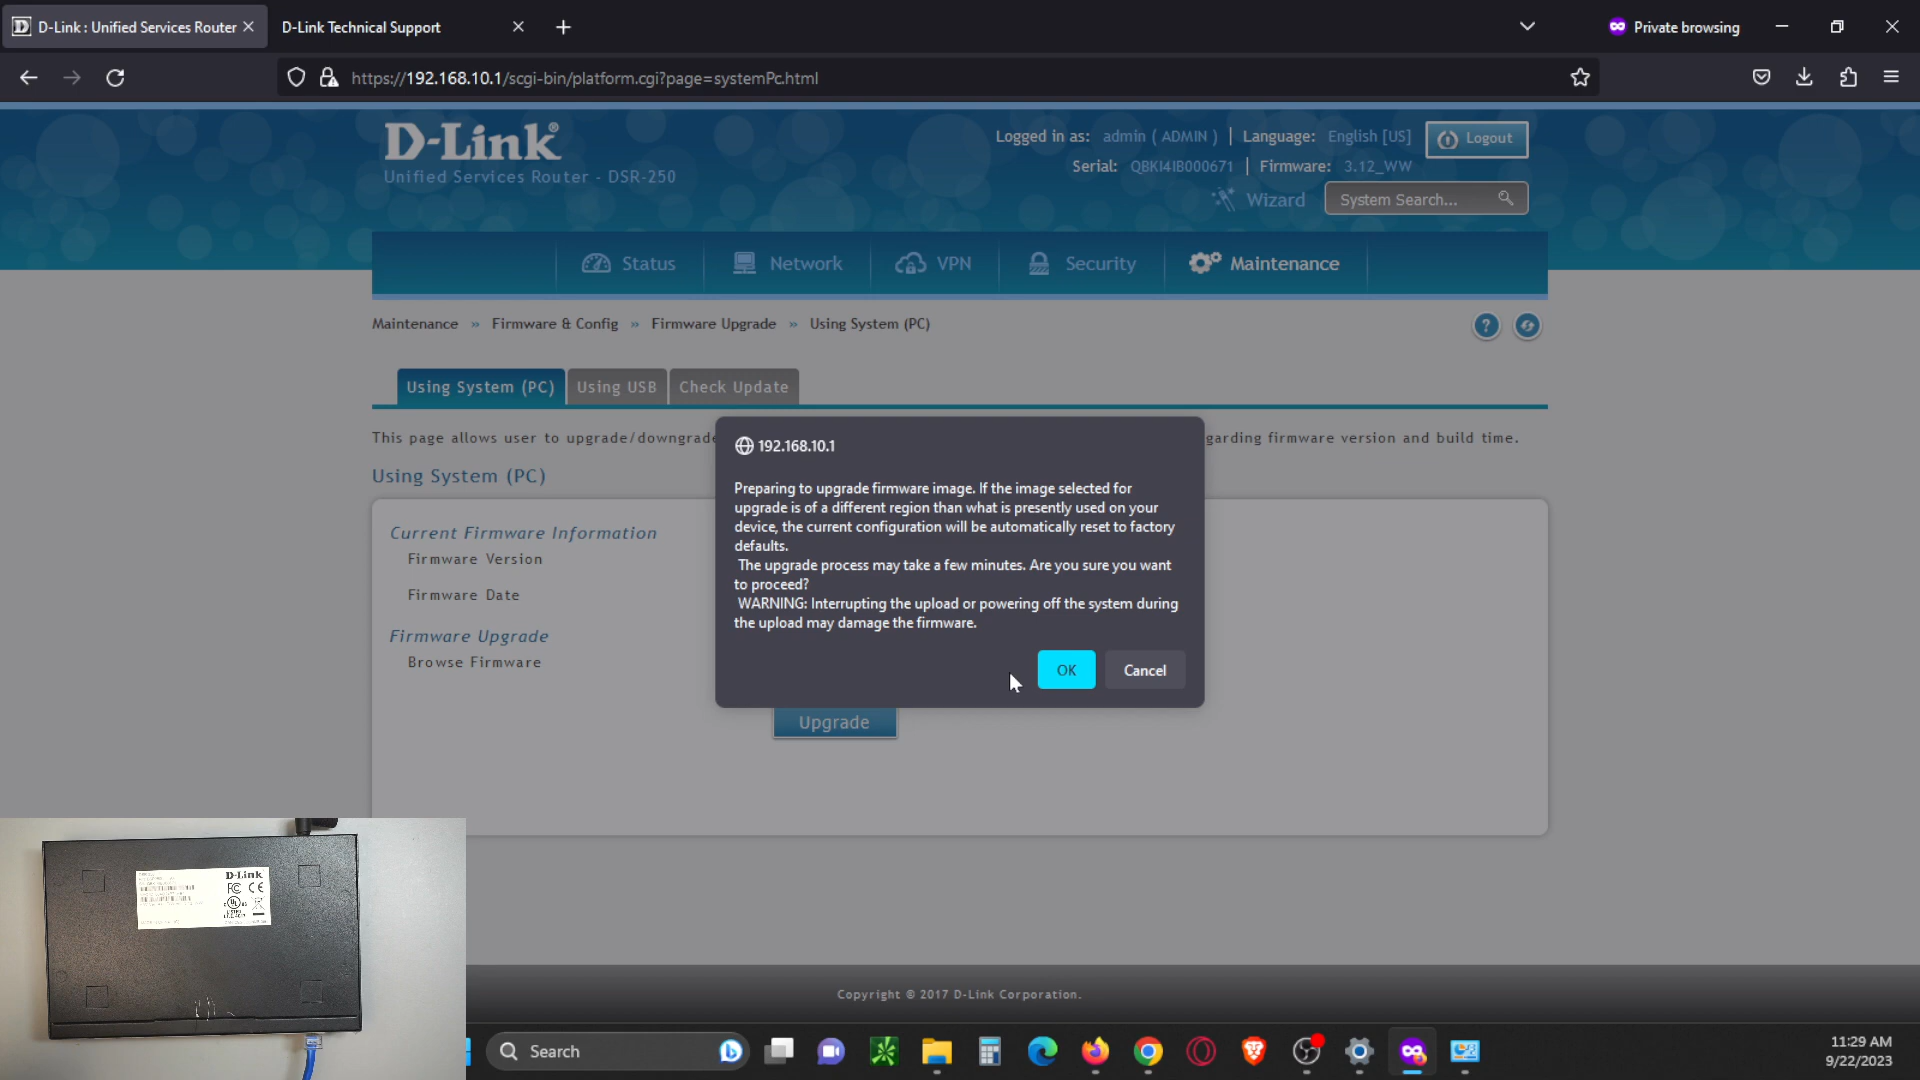 D-Link : Unified Services Router
D-Link Technical Support
Private browsing
https://192.168.10.1/scgi-bin/platform.cgi?page=systemPc.html
D-Link®
Unified Services Router - DSR-250
Logged in as: admin ( ADMIN ) | Language: English [US]
Logout
Serial: QBKI4IB000671 | Firmware: 3.12_WW
Wizard
System Search...
Status
Network
VPN
Security
Maintenance
Maintenance » Firmware & Config » Firmware Upgrade » Using System (PC)
?
Using System (PC)
Using USB
Check Update
This page allows user to upgrade/downgrade
garding firmware version and build time.
Using System (PC)
Current Firmware Information
Firmware Version
Firmware Date
Firmware Upgrade
Browse Firmware
Upgrade
192.168.10.1
Preparing to upgrade firmware image. If the image selected for
upgrade is of a different region than what is presently used on your
device, the current configuration will be automatically reset to factory
defaults.
The upgrade process may take a few minutes. Are you sure you want
to proceed?
WARNING: Interrupting the upload or powering off the system during
the upload may damage the firmware.
OK
Cancel
D-Link
FC CE
UL
LISTED
Copyright © 2017 D-Link Corporation.
Search
11:29 AM
9/22/2023